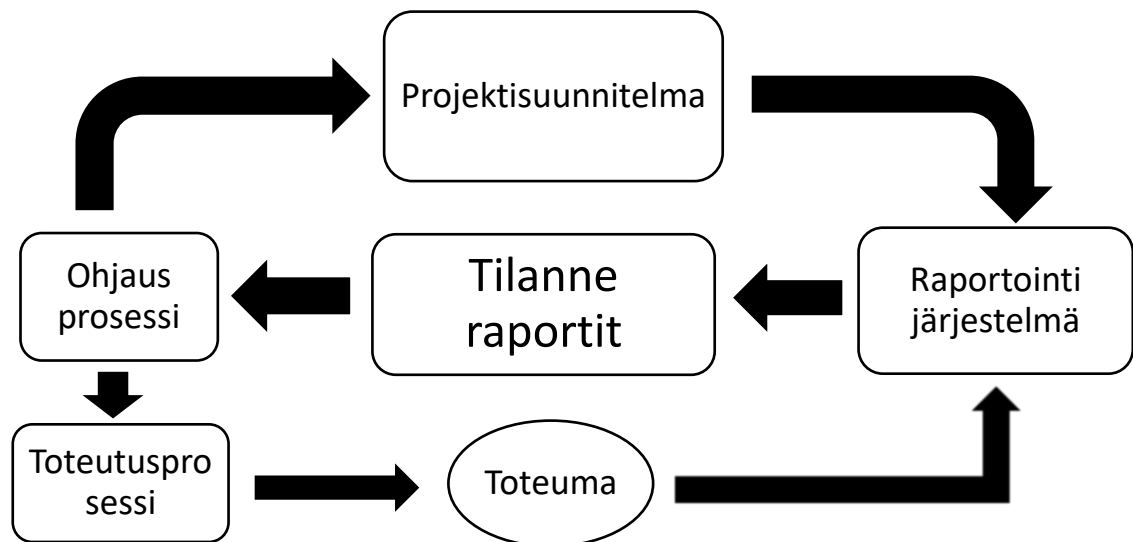 Projektisuunnitelma
Ohjaus
prosessi
Tilanne
raportit
Raportointi
järjestelmä
Toteutuspro
sessi
Toteuma